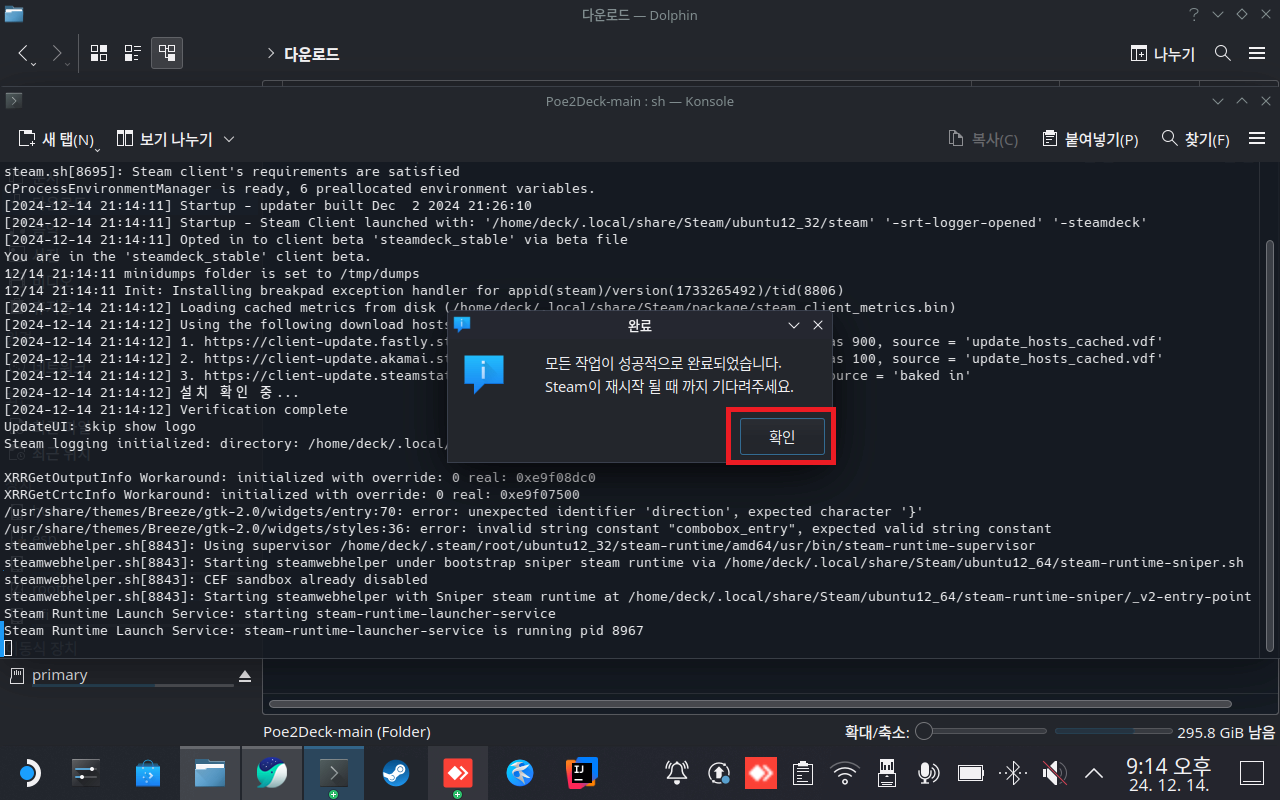 다운로드 — Dolphin
다운로드
나누기
Poe2Deck-main : sh — Konsole
새 탭(N)
보기 나누기
복사(C)
붙여넣기(P)
찾기(F)
steam.sh[8695]: Steam client's requirements are satisfied
CProcessEnvironmentManager is ready, 6 preallocated environment variables.
[2024-12-14 21:14:11] Startup - updater built Dec  2 2024 21:26:10
[2024-12-14 21:14:11] Startup - Steam Client launched with: '/home/deck/.local/share/Steam/ubuntu12_32/steam' '-srt-logger-opened' '-steamdeck'
[2024-12-14 21:14:11] Opted in to client beta 'steamdeck_stable' via beta file
You are in the 'steamdeck_stable' client beta.
12/14 21:14:11 minidumps folder is set to /tmp/dumps
12/14 21:14:11 Init: Installing breakpad exception handler for appid(steam)/version(1733265492)/tid(8806)
[2024-12-14 21:14:12] Loading cached metrics from disk (/home/deck/.local/share/Steam/package/steam_client_metrics.bin)
[2024-12-14 21:14:12] Using the following download hosts
[2024-12-14 21:14:12] 1. https://client-update.fastly.st s 900, source = 'update_hosts_cached.vdf'
[2024-12-14 21:14:12] 2. https://client-update.akamai.st s 100, source = 'update_hosts_cached.vdf'
[2024-12-14 21:14:12] 3. https://client-update.steamstat ource = 'baked in'
[2024-12-14 21:14:12] 설치 확인 중...
[2024-12-14 21:14:12] Verification complete
UpdateUI: skip show logo
Steam logging initialized: directory: /home/deck/.local/
최근 위치
XRRGetOutputInfo Workaround: initialized with override: 0 real: 0xe9f08dc0
XRRGetCrtcInfo Workaround: initialized with override: 0 real: 0xe9f07500
/usr/share/themes/Breeze/gtk-2.0/widgets/entry:70: error: unexpected identifier 'direction', expected character '}'
/usr/share/themes/Breeze/gtk-2.0/widgets/styles:36: error: invalid string constant "combobox_entry", expected valid string constant
steamwebhelper.sh[8843]: Using supervisor /home/deck/.steam/root/ubuntu12_32/steam-runtime/amd64/usr/bin/steam-runtime-supervisor
steamwebhelper.sh[8843]: Starting steamwebhelper under bootstrap sniper steam runtime via /home/deck/.local/share/Steam/ubuntu12_64/steam-runtime-sniper.sh
steamwebhelper.sh[8843]: CEF sandbox already disabled
steamwebhelper.sh[8843]: Starting steamwebhelper with Sniper steam runtime at /home/deck/.local/share/Steam/ubuntu12_64/steam-runtime-sniper/_v2-entry-point
Steam Runtime Launch Service: starting steam-runtime-launcher-service
Steam Runtime Launch Service: steam-runtime-launcher-service is running pid 8967
이동식 장치
완료
모든 작업이 성공적으로 완료되었습니다.
Steam이 재시작 될 때 까지 기다려주세요.
확인
primary
Poe2Deck-main (Folder)
확대/축소:
295.8 GiB 남음
IJ
9:14 오후
24. 12. 14.